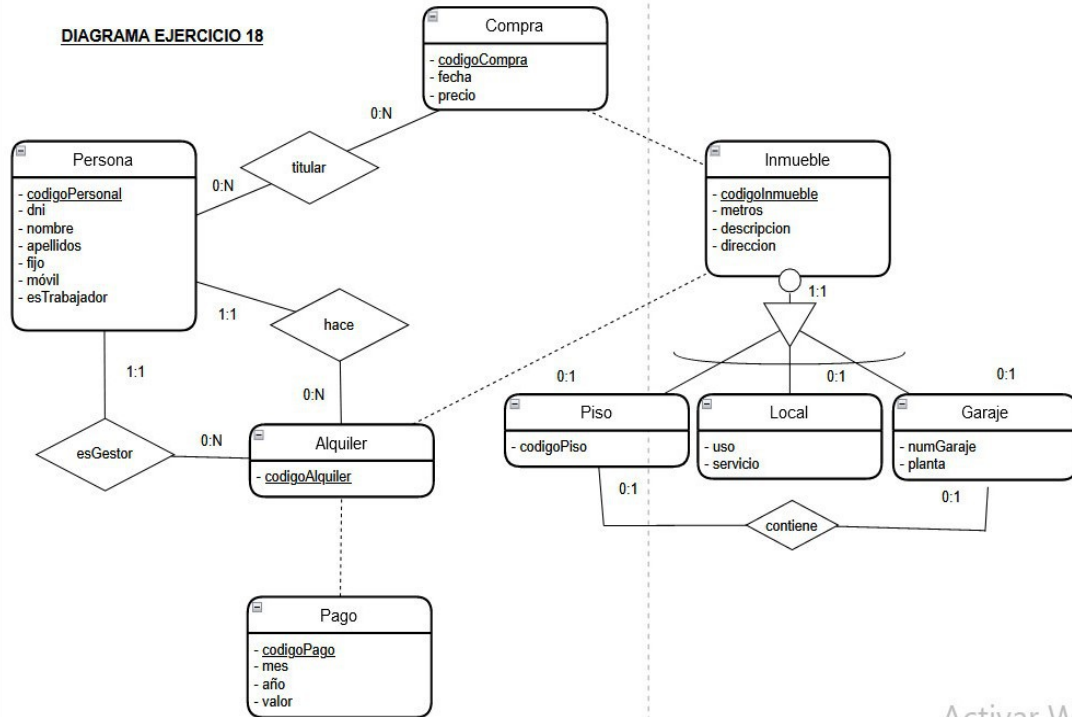 DIAGRAMA EJERCICIO 18
Compra
- codigoCompra
- fecha
- precio
0:N
titular
0:N
Persona
- codigoPersonal
- dni
- nombre
- apellidos
- fijo
- móvil
- esTrabajador
Inmueble
- codigoInmueble
- metros
- descripcion
- direccion
1:1
1:1
hace
0:N
1:1
esGestor
0:N
Alquiler
- codigoAlquiler
0:1
0:1
0:1
Piso
- codigoPiso
Local
- uso
- servicio
Garaje
- numGaraje
- planta
0:1
0:1
contiene
Pago
- codigoPago
- mes
- año
- valor
Activar W